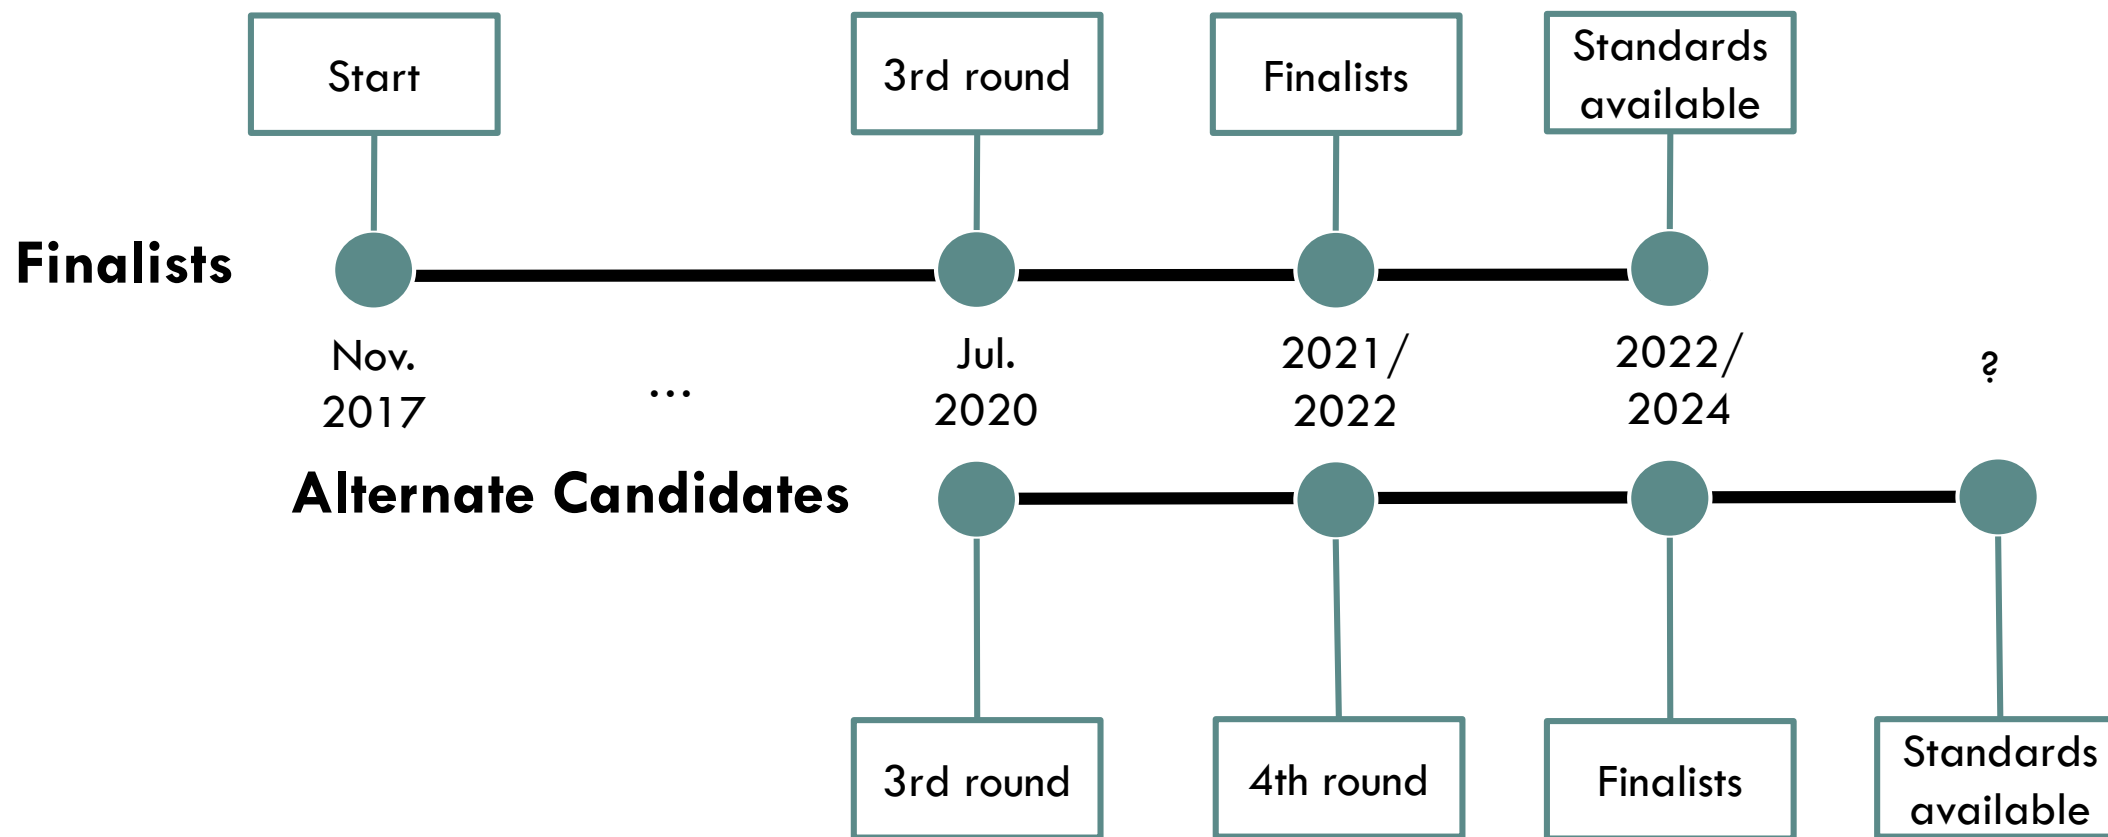 Start
3rd round
Finalists
Standards
available
Finalists
Nov.
2017
...
Jul.
2020
2021/
2022
2022/
2024
?
Alternate Candidates
3rd round
4th round
Finalists
Standards
available